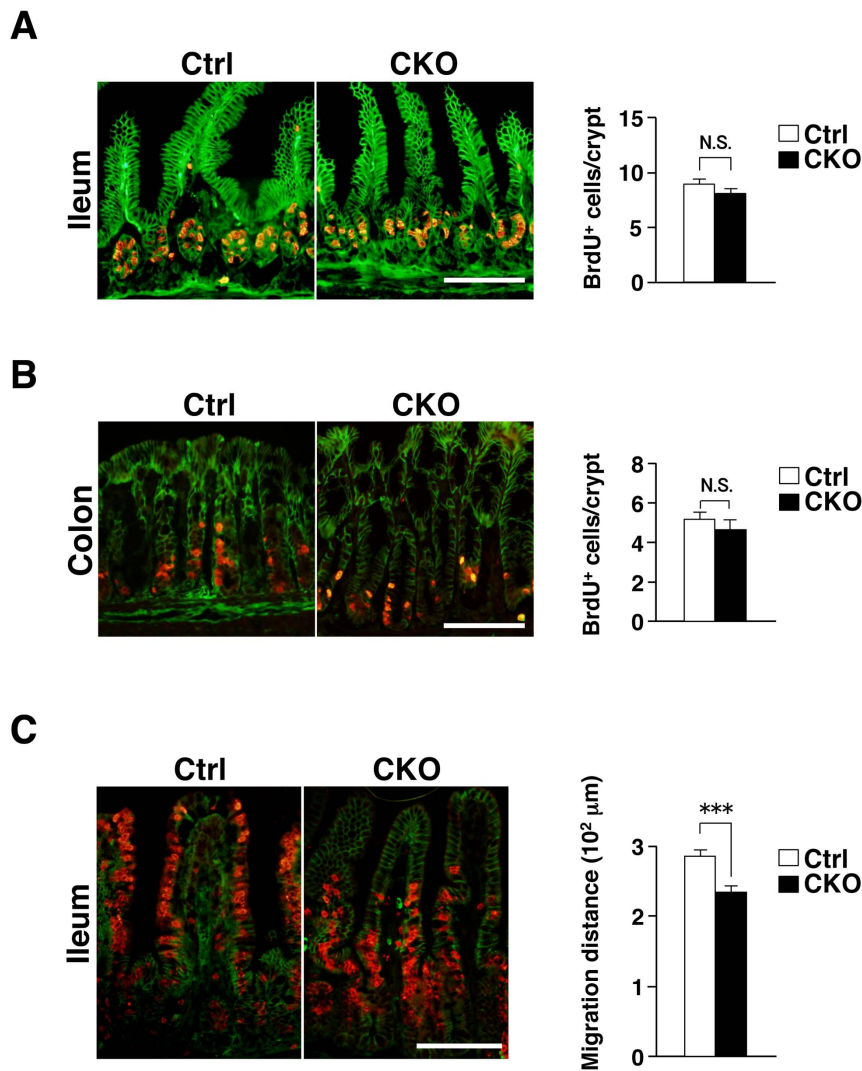 A
Ctrl CKO
Ileum
BrdU⁺ cells/crypt
15
10
5
0
N.S.
Ctrl
CKO
B
Ctrl CKO
Colon
BrdU⁺ cells/crypt
8
6
4
2
0
N.S.
Ctrl
CKO
C
Ctrl CKO
Ileum
Migration distance (10² μm)
3
2
1
0
***
Ctrl
CKO